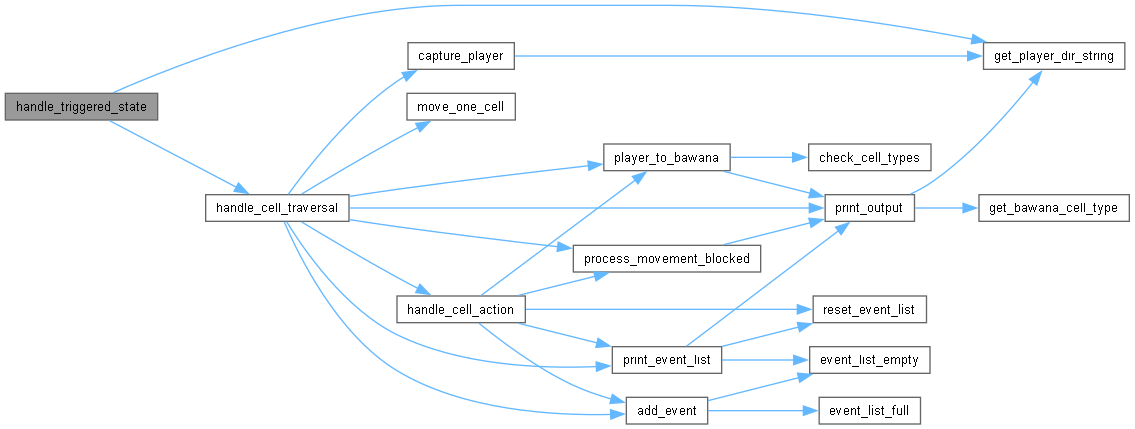 handle_triggered_state
handle_cell_traversal
capture_player
move_one_cell
player_to_bawana
process_movement_blocked
handle_cell_action
print_event_list
add_event
check_cell_types
print_output
reset_event_list
event_list_empty
event_list_full
get_player_dir_string
get_bawana_cell_type